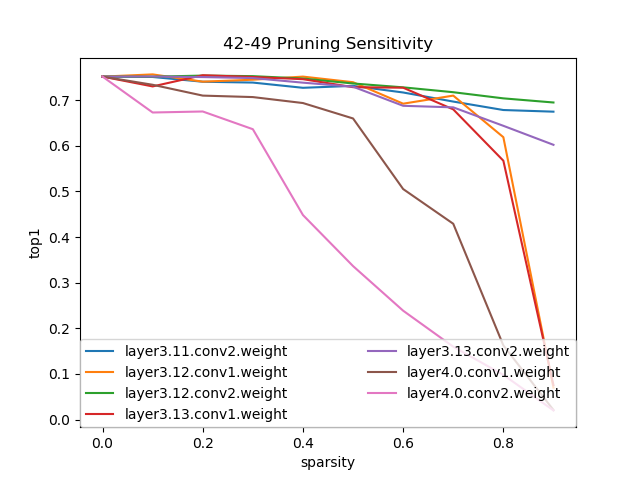 42-49 Pruning Sensitivity
top1
0.7
0.6
0.5
0.4
0.3
0.2
0.1
0.0
layer3.11.conv2.weight
layer3.12.conv1.weight
layer3.12.conv2.weight
layer3.13.conv1.weight
layer3.13.conv2.weight
layer4.0.conv1.weight
layer4.0.conv2.weight
0.0 0.2 0.4 0.6 0.8
sparsity